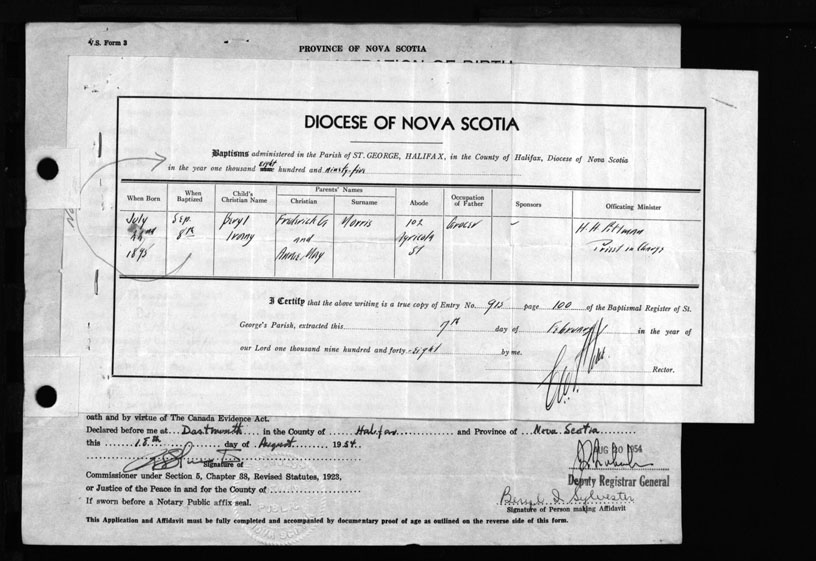 V.S. Form 3
PROVINCE OF NOVA SCOTIA
DIOCESE OF NOVA SCOTIA
Baptisms administered in the Parish of ST. GEORGE, HALIFAX, in the County of Halifax, Diocese of Nova Scotia
in the year one thousand eight hundred and ninety-five
When Born When Baptized Child's Christian Name Parents' Names Christian Surname Abode Occupation of Father Sponsors Officating Minister
July Sep. Beryl Frederick G Morris 102 Grocer – H. H. Pittman
22nd 8th and Agricola Priest in Charge
1895 Annie May St
I Certify that the above writing is a true copy of Entry No. 913 page 100 of the Baptismal Register of St.
George's Parish, extracted this 7th day of February in the year of
our Lord one thousand nine hundred and forty-eight by me.
Rector.
oath and by virtue of The Canada Evidence Act.
Declared before me at Dartmouth in the County of Halifax and Province of Nova Scotia
this 18th day of August 1954
AUG 20 1954
Signature of
Commissioner under Section 5, Chapter 38, Revised Statutes, 1923,
Deputy Registrar General
or Justice of the Peace in and for the County of
If sworn before a Notary Public affix seal.
Beryl I. Sylvester
Signature of Person making Affidavit
This Application and Affidavit must be fully completed and accompanied by documentary proof of age as outlined on the reverse side of this form.